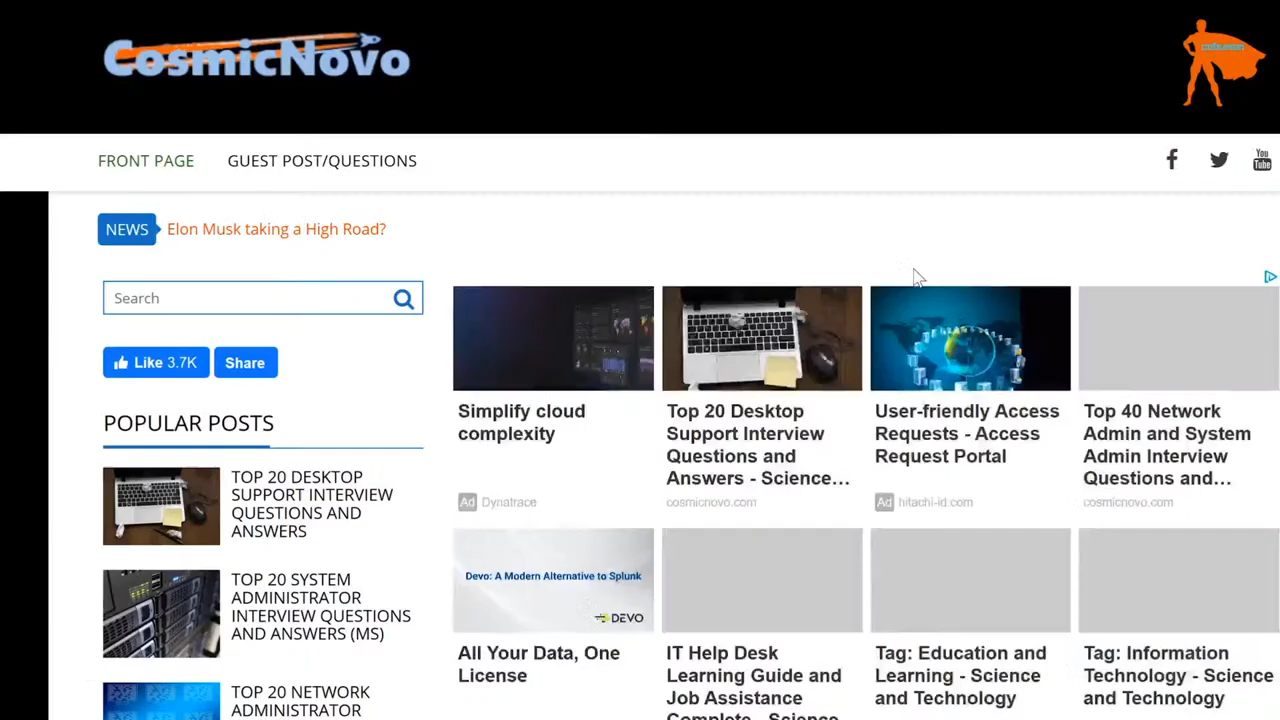 CosmicNovo
FRONT PAGE
GUEST POST/QUESTIONS
You
Tube
NEWS
Elon Musk taking a High Road?
Search
Like 3.7K
Share
POPULAR POSTS
TOP 20 DESKTOP
SUPPORT INTERVIEW
QUESTIONS AND
ANSWERS
TOP 20 SYSTEM
ADMINISTRATOR
INTERVIEW QUESTIONS
AND ANSWERS (MS)
TOP 20 NETWORK
ADMINISTRATOR
Simplify cloud
complexity
Ad Dynatrace
Top 20 Desktop
Support Interview
Questions and
Answers - Science...
cosmicnovo.com
User-friendly Access
Requests - Access
Request Portal
Ad hitachi-id.com
Top 40 Network
Admin and System
Admin Interview
Questions and...
cosmicnovo.com
Devo: A Modern Alternative to Splunk
DEVO
All Your Data, One
License
IT Help Desk
Learning Guide and
Job Assistance
Complete - Science
Tag: Education and
Learning - Science
and Technology
Tag: Information
Technology - Science
and Technology